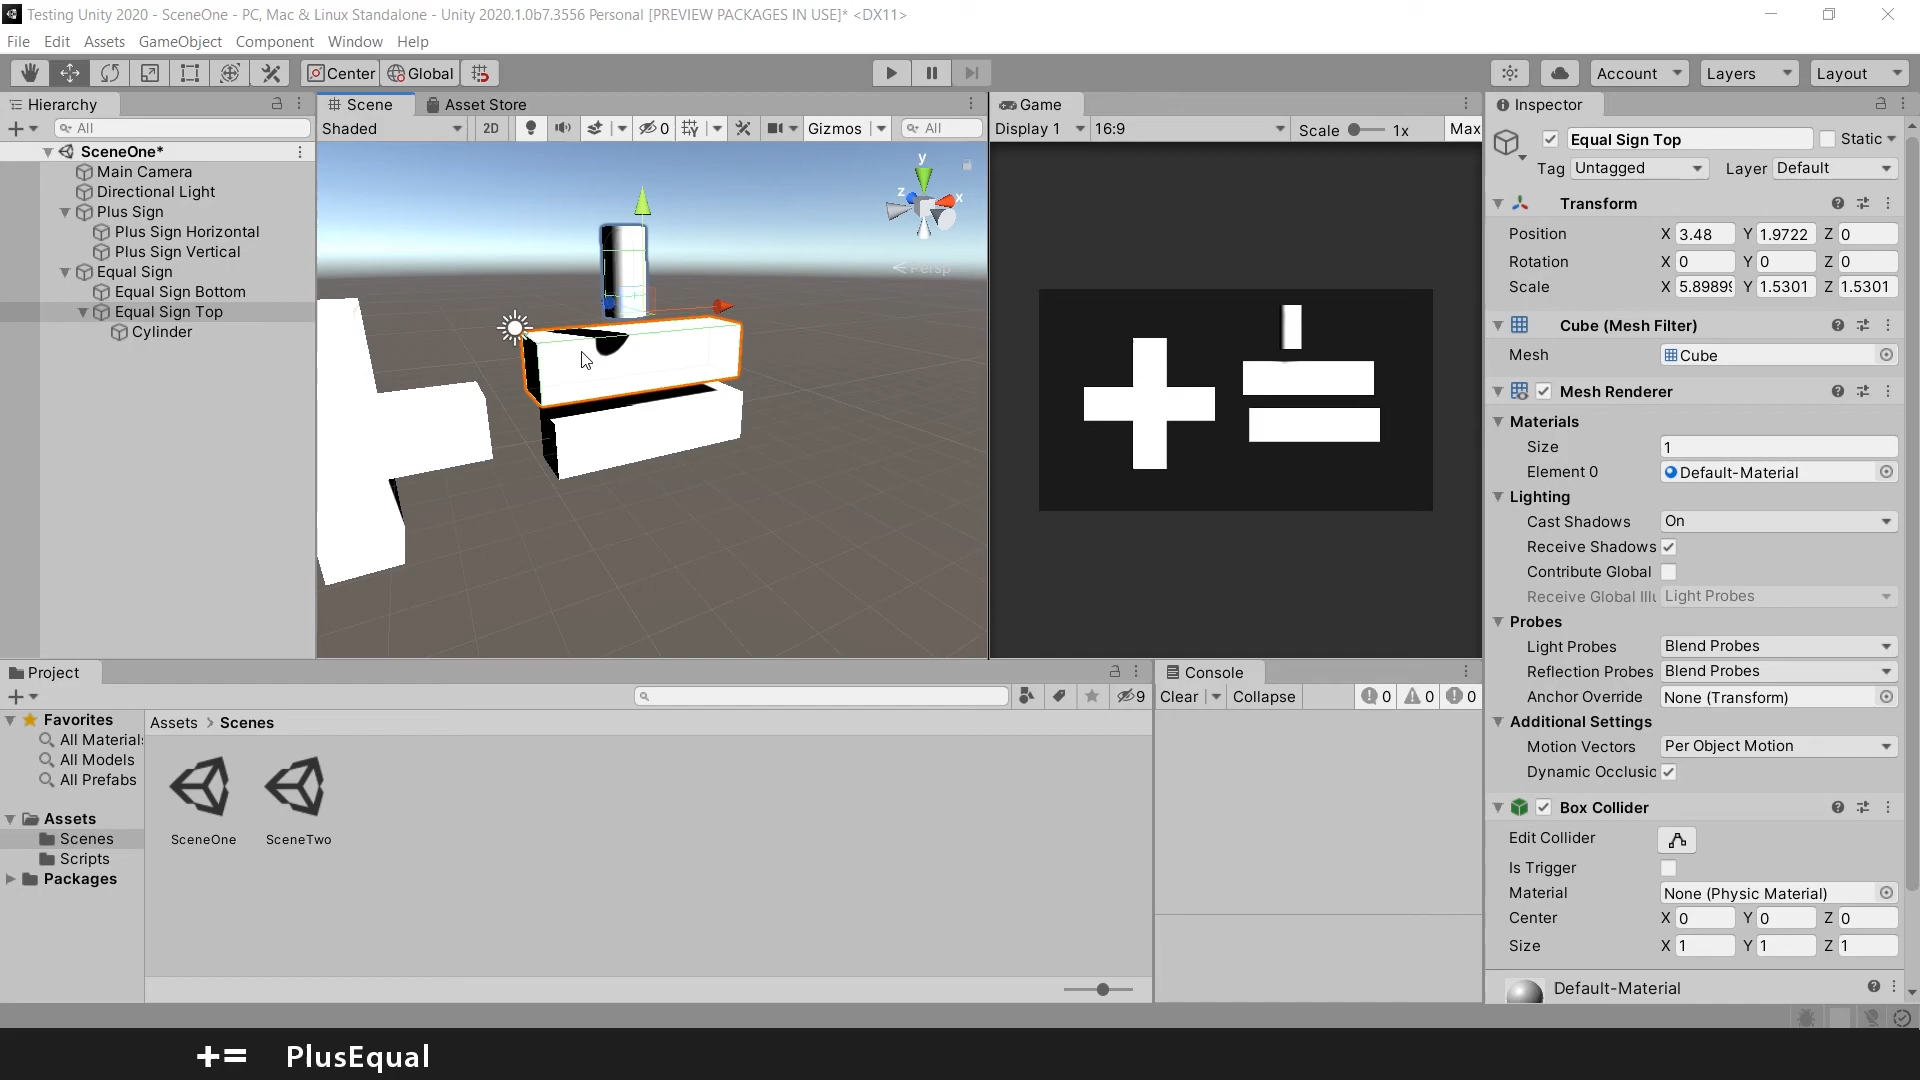 Testing Unity 2020 - SceneOne - PC, Mac & Linux Standalone - Unity 2020.1.0b7.3556 Personal [PREVIEW PACKAGES IN USE]* <DX11>
File Edit Assets GameObject Component Window Help
Center Global Account Layers Layout
Hierarchy
All
SceneOne*
Main Camera
Directional Light
Plus Sign
Plus Sign Horizontal
Plus Sign Vertical
Equal Sign
Equal Sign Bottom
Equal Sign Top
Cylinder
Scene Asset Store
Shaded 2D 0 Gizmos All
y
z x
Persp
Game
Display 1 16:9 Scale 1x Max
Inspector
Equal Sign Top Static
Tag Untagged Layer Default
Transform
Position X 3.48 Y 1.9722 Z 0
Rotation X 0 Y 0 Z 0
Scale X 5.8989 Y 1.5301 Z 1.5301
Cube (Mesh Filter)
Mesh Cube
Mesh Renderer
Materials
Size 1
Element 0 Default-Material
Lighting
Cast Shadows On
Receive Shadows
Contribute Global
Receive Global Illu Light Probes
Probes
Light Probes Blend Probes
Reflection Probes Blend Probes
Anchor Override None (Transform)
Additional Settings
Motion Vectors Per Object Motion
Dynamic Occlusic
Box Collider
Edit Collider
Is Trigger
Material None (Physic Material)
Center X 0 Y 0 Z 0
Size X 1 Y 1 Z 1
Default-Material
Project
9
Favorites
All Materials
All Models
All Prefabs
Assets
Scenes
Scripts
Packages
Assets > Scenes
SceneOne SceneTwo
Console
Clear Collapse 0 0 0
+= PlusEqual